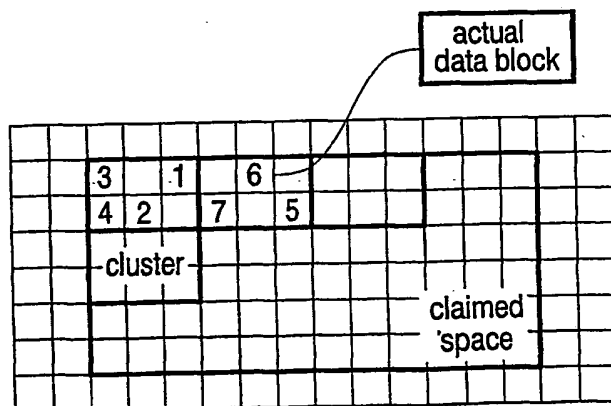 actual
data block
3 1 6
4 2 7 5
cluster
claimed
space